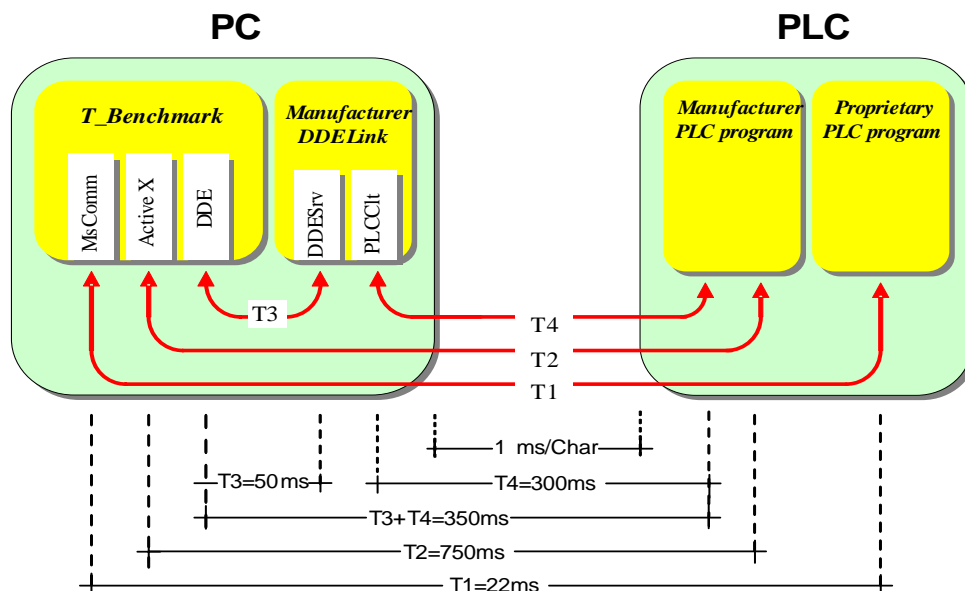 PC
PLC
T_Benchmark
Manufacturer
DDELink
Manufacturer
PLC program
Proprietary
PLC program
MsComm
Active X
DDE
DDESrv
PLCClt
T3
T4
T2
T1
1 ms/Char
T3=50ms
T4=300ms
T3+T4=350ms
T2=750ms
T1=22ms